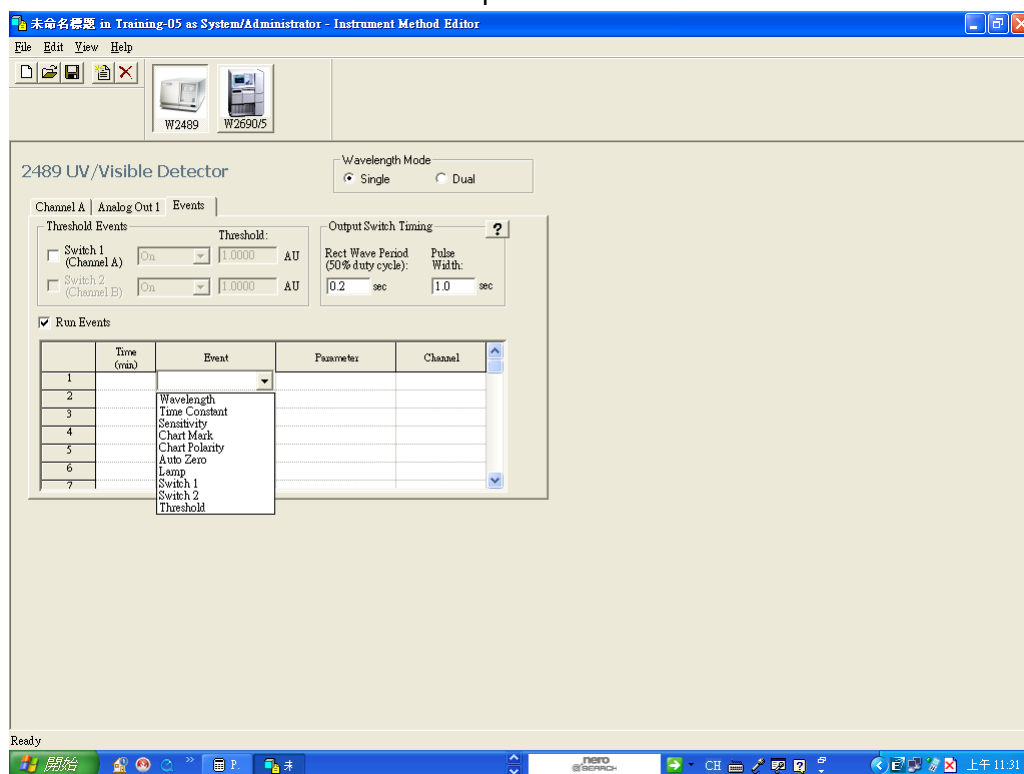 未命名標題 in Training-05 as System/Administrator - Instrument Method Editor
File Edit View Help
W2489 W2690/5
2489 UV/Visible Detector
Wavelength Mode
Single Dual
Channel A Analog Out 1 Events
Threshold Events
Threshold:
Switch 1
(Channel A)
On 1.0000 AU
Switch 2
(Channel B)
On 1.0000 AU
Output Switch Timing
?
Rect Wave Period
(50% duty cycle):
Pulse
Width:
0.2 sec 1.0 sec
Run Events
Time
(min)
Event Parameter Channel
1
2
3
4
5
6
7
Wavelength
Time Constant
Sensitivity
Chart Mark
Chart Polarity
Auto Zero
Lamp
Switch 1
Switch 2
Threshold
Ready
開始 P. 未 nero SEARCH CH 上午 11:31